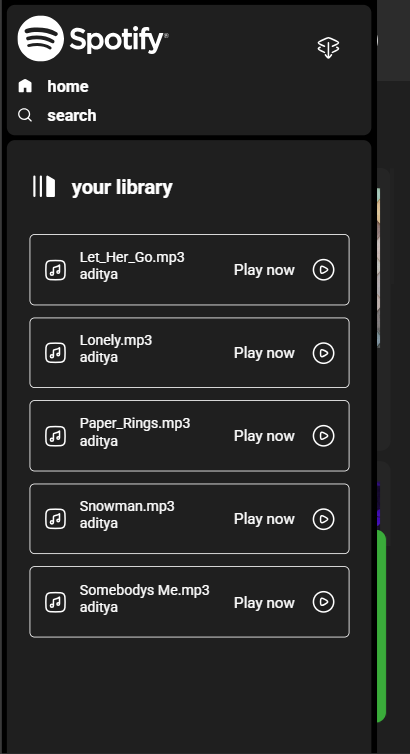 Spotify®
home
search
your library
Let_Her_Go.mp3
aditya
Play now
Lonely.mp3
aditya
Play now
Paper_Rings.mp3
aditya
Play now
Snowman.mp3
aditya
Play now
Somebodys Me.mp3
aditya
Play now